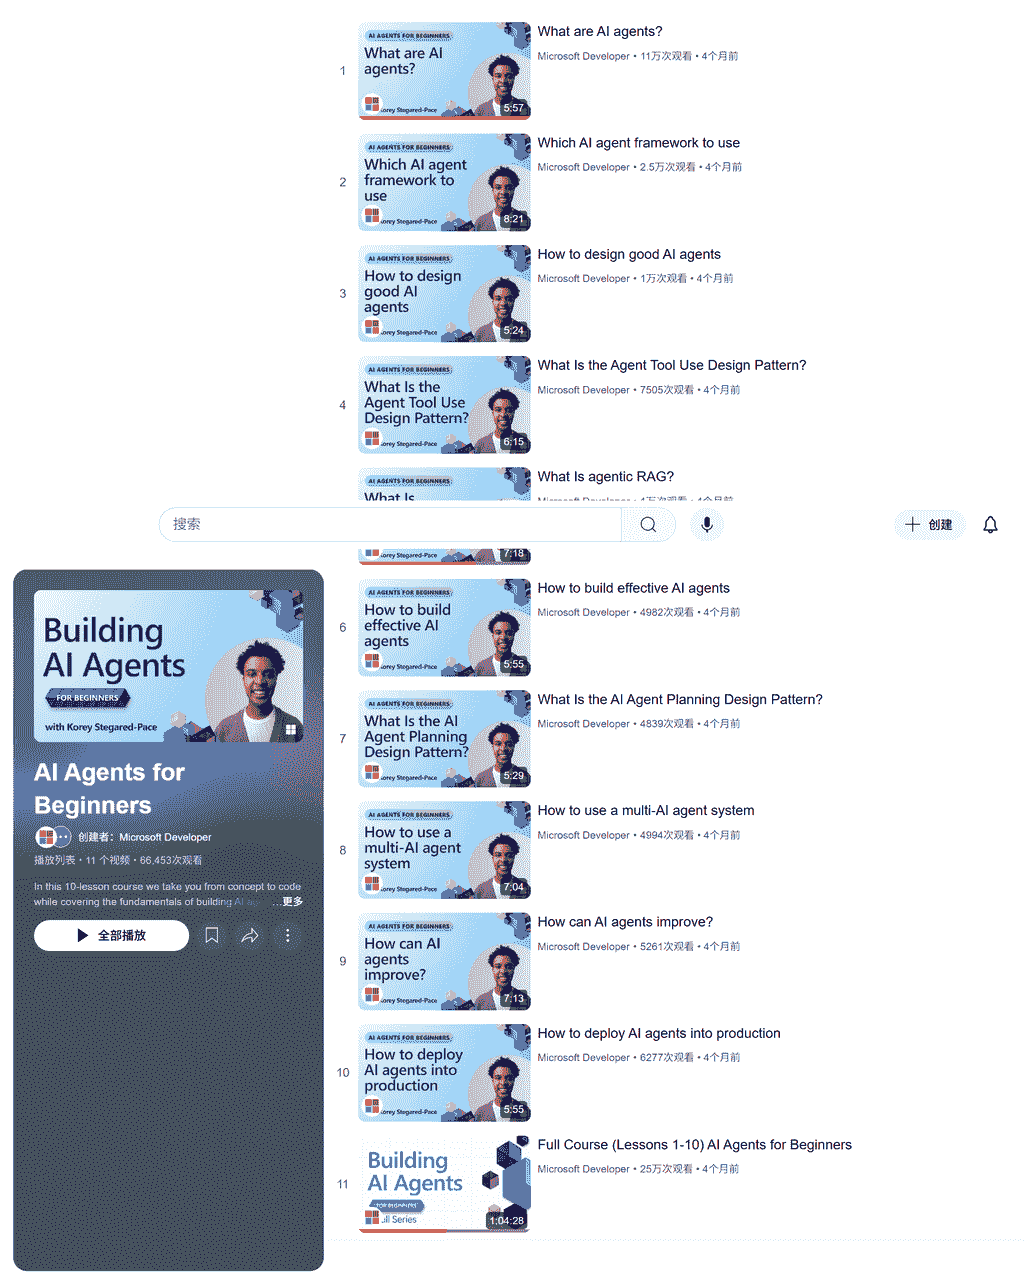 1
AI AGENTS FOR BEGINNERS
What are AI
agents?
Korey Stegared-Pace
5:57
What are AI agents?
Microsoft Developer • 11万次观看 • 4个月前
2
AI AGENTS FOR BEGINNERS
Which AI agent
framework to
use
Korey Stegared-Pace
8:21
Which AI agent framework to use
Microsoft Developer • 2.5万次观看 • 4个月前
3
AI AGENTS FOR BEGINNERS
How to design
good AI
agents
Korey Stegared-Pace
5:24
How to design good AI agents
Microsoft Developer • 1万次观看 • 4个月前
4
AI AGENTS FOR BEGINNERS
What Is the
Agent Tool Use
Design Pattern?
Korey Stegared-Pace
6:15
What Is the Agent Tool Use Design Pattern?
Microsoft Developer • 7505次观看 • 4个月前
AI AGENTS FOR BEGINNERS
What Is
What Is agentic RAG?
Microsoft Developer • 1万次观看 • 4个月前
搜索
创建
7:18
Building
AI Agents
FOR BEGINNERS
with Korey Stegared-Pace
AI Agents for
Beginners
创建者：Microsoft Developer
播放列表 • 11 个视频 • 66,453次观看
In this 10-lesson course we take you from concept to code
while covering the fundamentals of building AI ...更多
全部播放
6
AI AGENTS FOR BEGINNERS
How to build
effective AI
agents
Korey Stegared-Pace
5:55
How to build effective AI agents
Microsoft Developer • 4982次观看 • 4个月前
7
AI AGENTS FOR BEGINNERS
What Is the AI
Agent Planning
Design Pattern?
Korey Stegared-Pace
5:29
What Is the AI Agent Planning Design Pattern?
Microsoft Developer • 4839次观看 • 4个月前
8
AI AGENTS FOR BEGINNERS
How to use a
multi-AI agent
system
Korey Stegared-Pace
7:04
How to use a multi-AI agent system
Microsoft Developer • 4994次观看 • 4个月前
9
AI AGENTS FOR BEGINNERS
How can AI
agents
improve?
Korey Stegared-Pace
7:13
How can AI agents improve?
Microsoft Developer • 5261次观看 • 4个月前
10
AI AGENTS FOR BEGINNERS
How to deploy
AI agents into
production
Korey Stegared-Pace
5:55
How to deploy AI agents into production
Microsoft Developer • 6277次观看 • 4个月前
11
Building
AI Agents
FOR BEGINNERS
Full Series
1:04:28
Full Course (Lessons 1-10) AI Agents for Beginners
Microsoft Developer • 25万次观看 • 4个月前